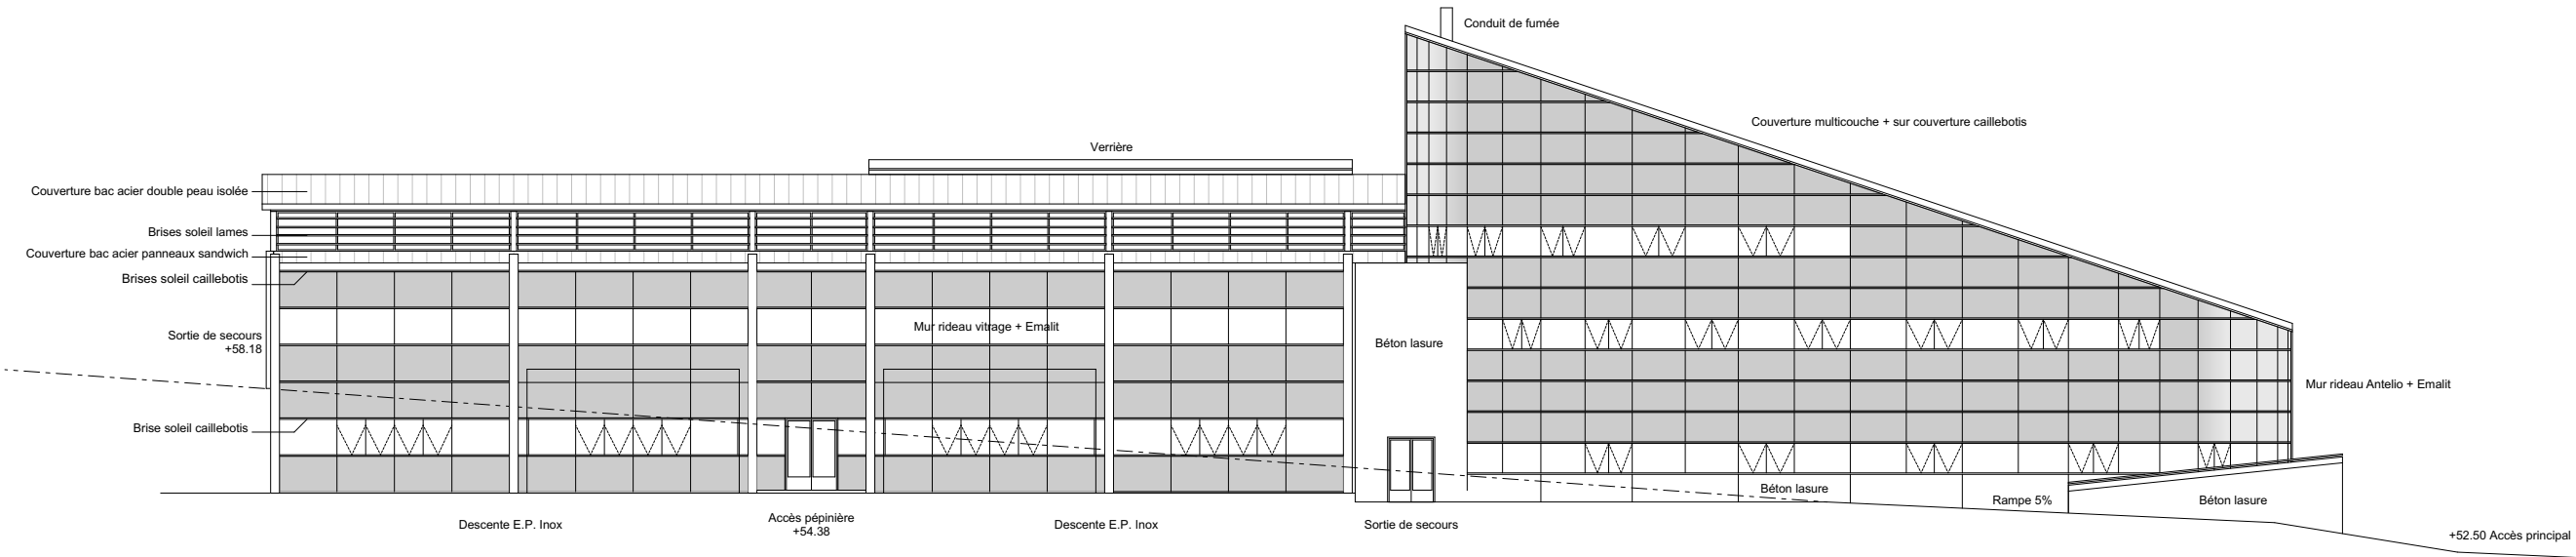 Conduit de fumée
Couverture multicouche + sur couverture caillebotis
Verrière
Couverture bac acier double peau isolée
Brises soleil lames
Couverture bac acier panneaux sandwich
Brises soleil caillebotis
Mur rideau vitrage + Emalit
Sortie de secours
+58.18
Béton lasure
Mur rideau Antelio + Emalit
Brise soleil caillebotis
Béton lasure
Rampe 5%
Béton lasure
Descente E.P. Inox
Accès pépinière
+54.38
Descente E.P. Inox
Sortie de secours
+52.50 Accès principal